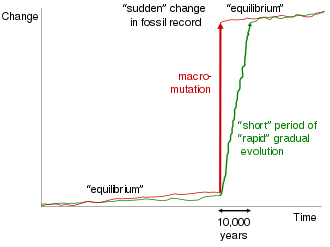 “sudden” change
in fossil record
“equilibrium”
Change
macro-
mutation
“short” period of
“rapid” gradual
evolution
“equilibrium”
10,000
years
Time